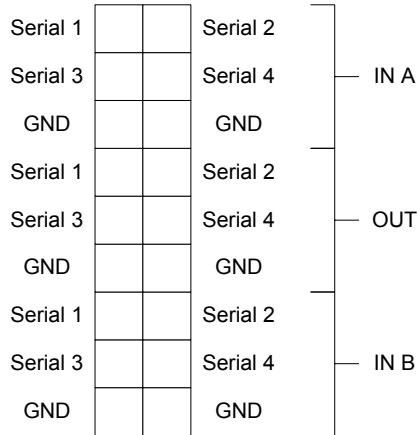 Serial 1 Serial 2
Serial 3 Serial 4 IN A
GND GND
Serial 1 Serial 2
Serial 3 Serial 4 OUT
GND GND
Serial 1 Serial 2
Serial 3 Serial 4 IN B
GND GND